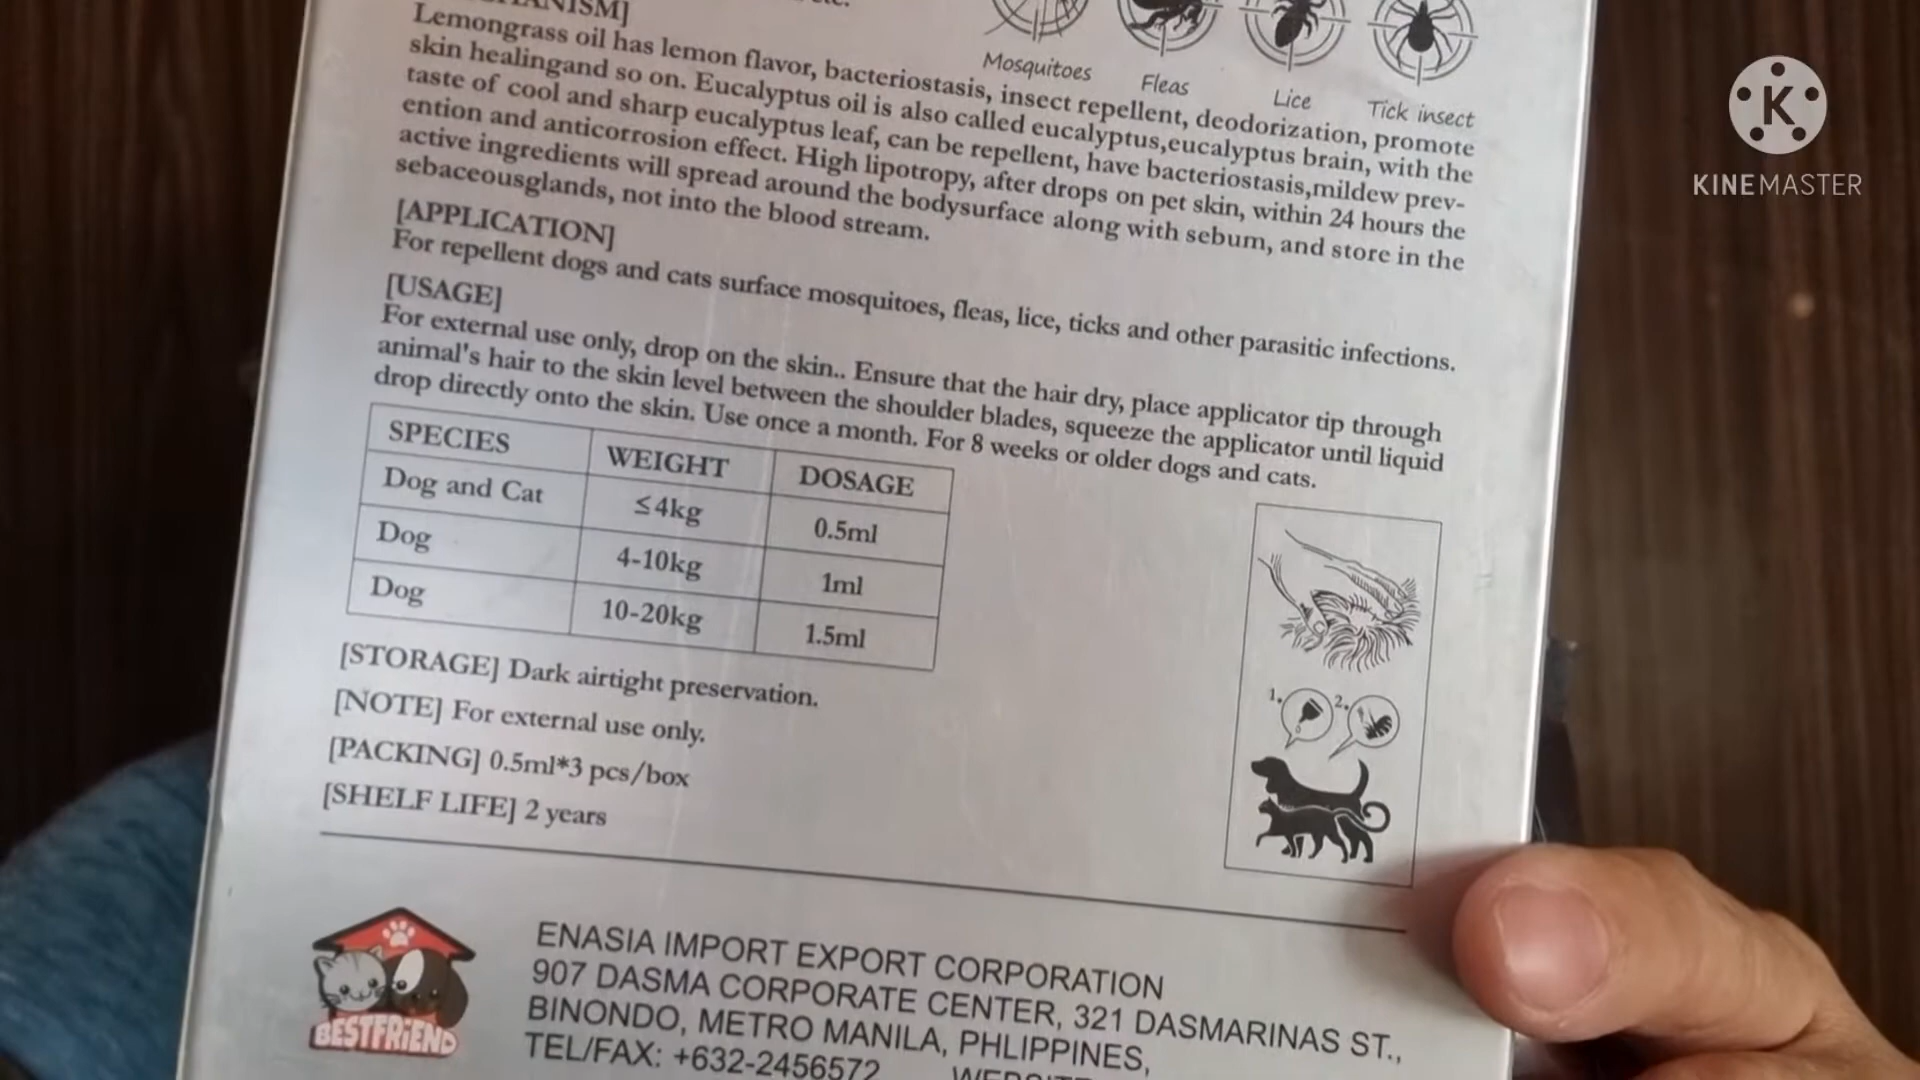 ANISM]
etc.
Mosquitoes
Fleas
Lice
Tick insect
Lemongrass oil has lemon flavor, bacteriostasis, insect repellent, deodorization, promote
skin healingand so on. Eucalyptus oil is also called eucalyptus,eucalyptus brain, with the
taste of cool and sharp eucalyptus leaf, can be repellent, have bacteriostasis,mildew prev-
ention and anticorrosion effect. High lipotropy, after drops on pet skin, within 24 hours the
active ingredients will spread around the bodysurface along with sebum, and store in the
sebaceousglands, not into the blood stream.
[APPLICATION]
For repellent dogs and cats surface mosquitoes, fleas, lice, ticks and other parasitic infections.
[USAGE]
For external use only, drop on the skin.. Ensure that the hair dry, place applicator tip through
animal's hair to the skin level between the shoulder blades, squeeze the applicator until liquid
drop directly onto the skin. Use once a month. For 8 weeks or older dogs and cats.
SPECIES WEIGHT DOSAGE
Dog and Cat ≤4kg 0.5ml
Dog 4-10kg 1ml
Dog 10-20kg 1.5ml
1. 2.
[STORAGE] Dark airtight preservation.
[NOTE] For external use only.
[PACKING] 0.5ml*3 pcs/box
[SHELF LIFE] 2 years
BESTFRIEND
ENASIA IMPORT EXPORT CORPORATION
907 DASMA CORPORATE CENTER, 321 DASMARINAS ST.,
BINONDO, METRO MANILA, PHLIPPINES,
TEL/FAX: +632-2456572 WEBSITE
K
KINEMASTER